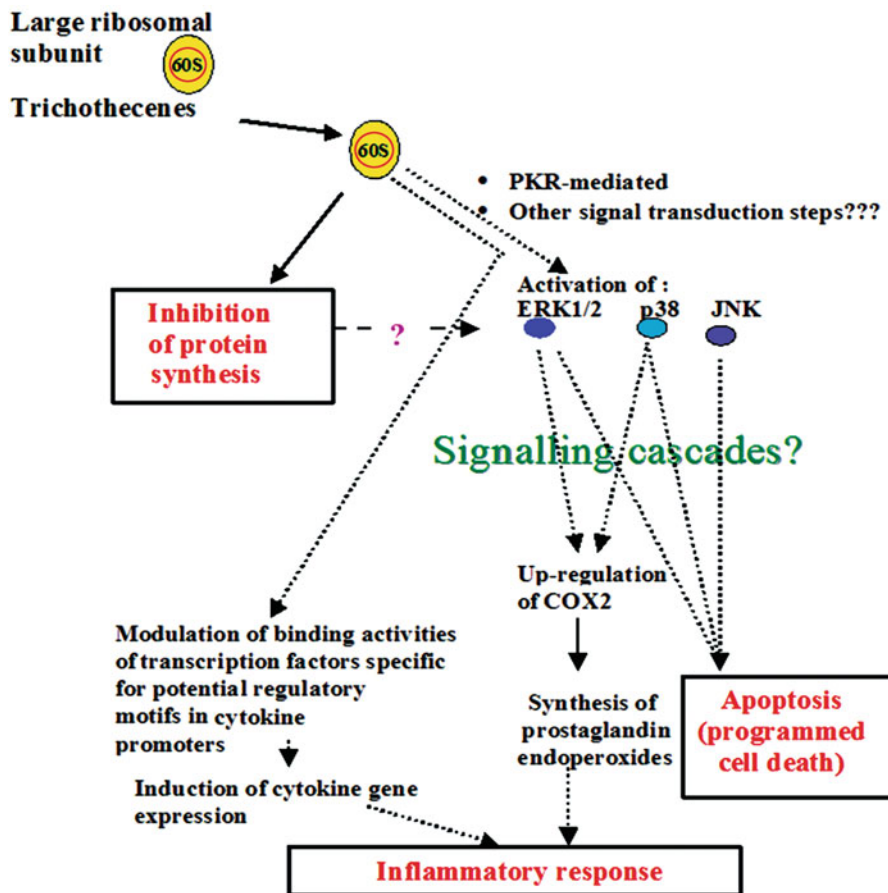 Large ribosomal
subunit
60S
Trichothecenes
60S
• PKR-mediated
• Other signal transduction steps???
Activation of :
ERK1/2 p38 JNK
Inhibition
of protein
synthesis
?
Signalling cascades?
Up-regulation
of COX2
Modulation of binding activities
of transcription factors specific
for potential regulatory
motifs in cytokine
promoters
Synthesis of
prostaglandin
endoperoxides
Apoptosis
(programmed
cell death)
Induction of cytokine gene
expression
Inflammatory response